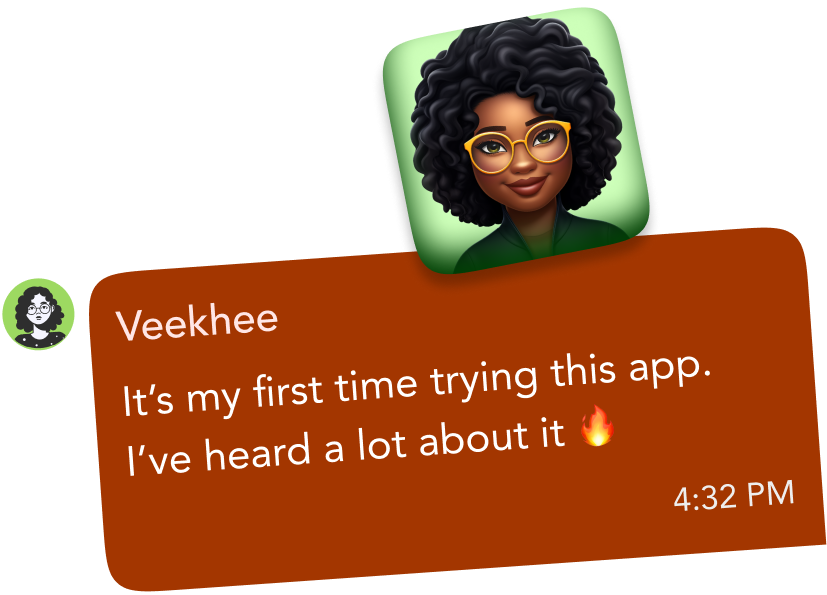 Veekhee
It’s my first time trying this app.
I’ve heard a lot about it 🔥
4:32 PM